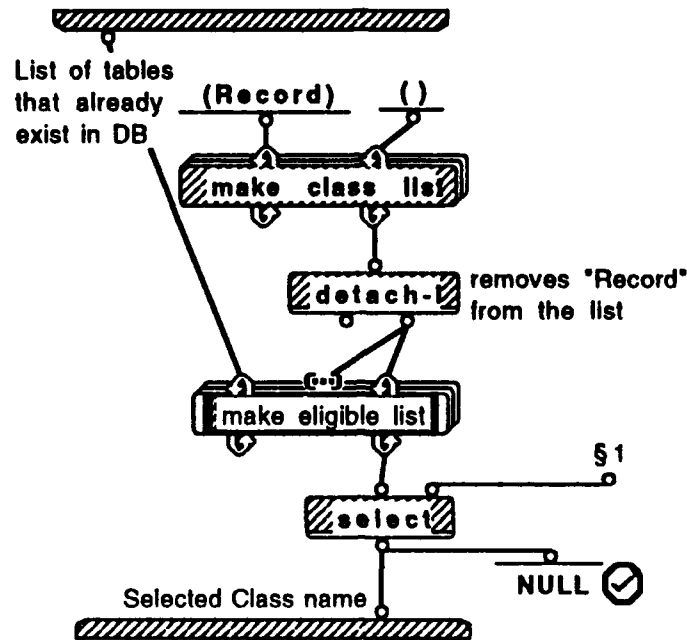 List of tables
that already
exist in DB
(Record)
( )
make class list
detach-l
removes "Record"
from the list
make eligible list
§ 1
select
NULL
Selected Class name